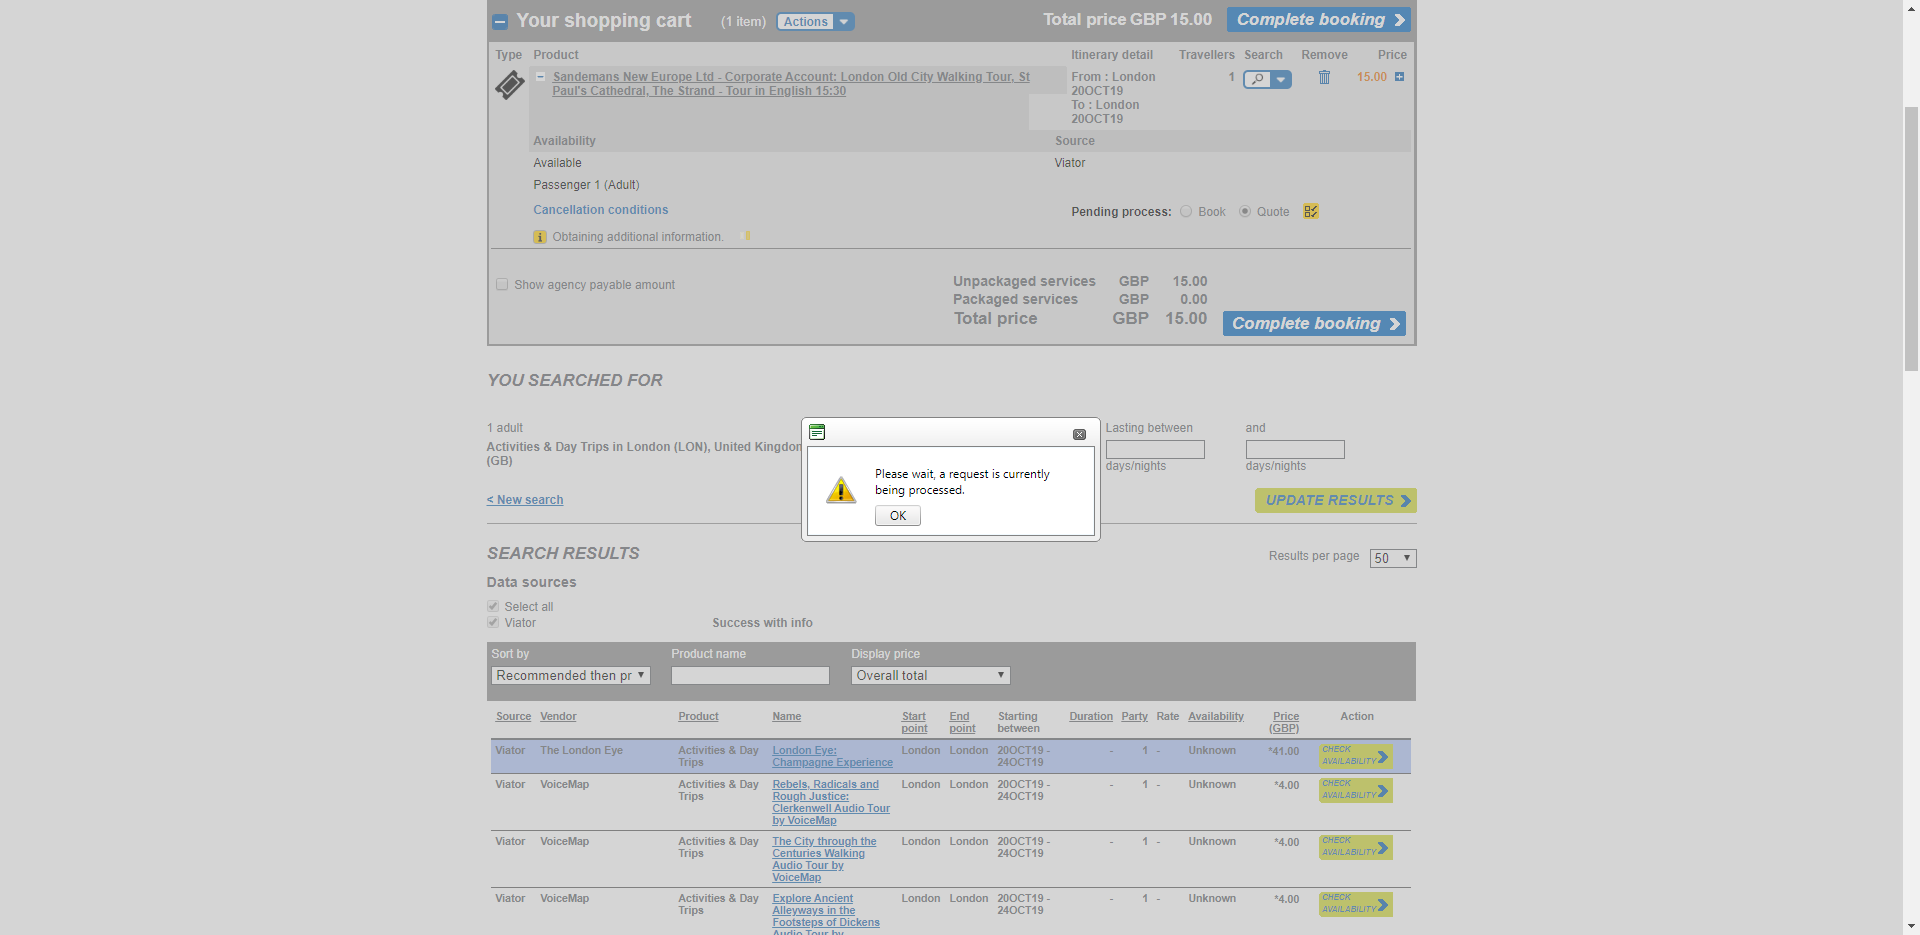 Your shopping cart (1 item) Actions Total price GBP 15.00 Complete booking
Type Product Itinerary detail Travellers Search Remove Price
Sandemans New Europe Ltd - Corporate Account: London Old City Walking Tour, St From : London 1 15.00
Paul's Cathedral, The Strand - Tour in English 15:30 20OCT19
To : London
20OCT19
Availability Source
Available Viator
Passenger 1 (Adult)
Cancellation conditions Pending process: Book Quote
Obtaining additional information.
Show agency payable amount
Unpackaged services GBP 15.00
Packaged services GBP 0.00
Total price GBP 15.00 Complete booking
YOU SEARCHED FOR
1 adult Lasting between and
Activities & Day Trips in London (LON), United Kingdom
(GB) days/nights days/nights
Please wait, a request is currently
being processed.
OK
< New search UPDATE RESULTS
SEARCH RESULTS Results per page 50
Data sources
Select all
Viator Success with info
Sort by Product name Display price
Recommended then pr Overall total
Source Vendor Product Name Start End Starting Duration Party Rate Availability Price Action
point point between (GBP)
Viator The London Eye Activities & Day London Eye: London London 20OCT19 - - 1 - Unknown *41.00 CHECK
Trips Champagne Experience 24OCT19 AVAILABILITY
Viator VoiceMap Activities & Day Rebels, Radicals and London London 20OCT19 - - 1 - Unknown *4.00 CHECK
Trips Rough Justice: 24OCT19 AVAILABILITY
Clerkenwell Audio Tour
by VoiceMap
Viator VoiceMap Activities & Day The City through the London London 20OCT19 - - 1 - Unknown *4.00 CHECK
Trips Centuries Walking 24OCT19 AVAILABILITY
Audio Tour by
VoiceMap
Viator VoiceMap Activities & Day Explore Ancient London London 20OCT19 - - 1 - Unknown *4.00 CHECK
Trips Alleyways in the 24OCT19 AVAILABILITY
Footsteps of Dickens
Audio Tour by